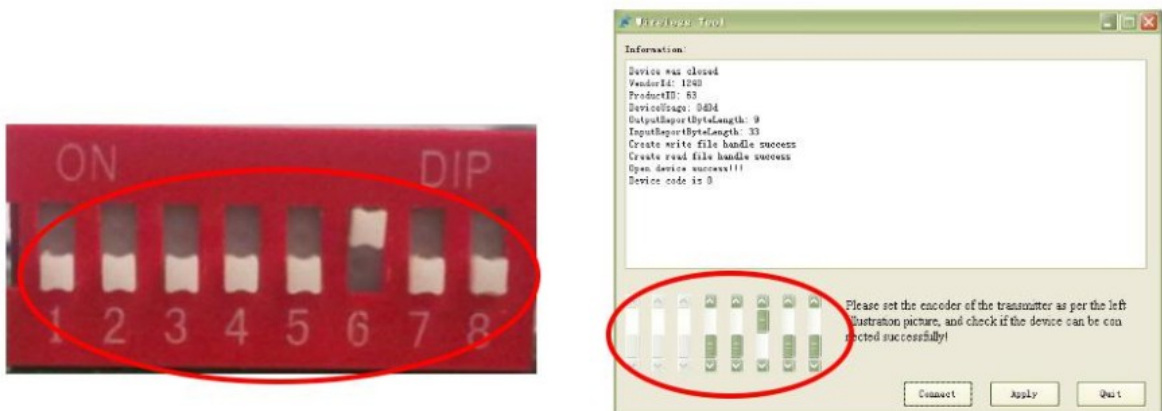 ON DIP
1 2 3 4 5 6 7 8
Wireless Tool
Information:
Device was closed
VendorId: 1240
ProductID: 63
DeviceUsage: 0d0d
OutputReportByteLength: 9
InputReportByteLength: 33
Create write file handle success
Create read file handle success
Open device success!!!
Device code is 8
Please set the encoder of the transmitter as per the left
illustration picture, and check if the device can be con
nected successfully!
Connect Apply Quit